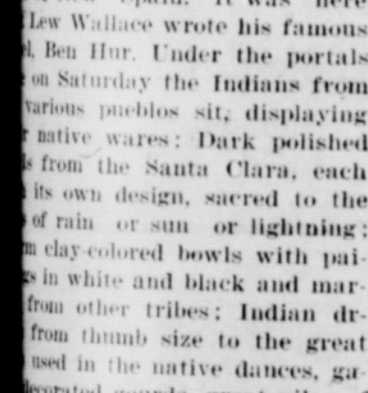 It was here
Lew Wallace wrote his famous
Ben Hur. Under the portals
on Saturday the Indians from
various pueblos sit, displaying
native wares: Dark polished
from the Santa Clara, each
its own design, sacred to the
of rain or sun or lightning;
clay-colored bowls with pai-
in white and black and mar-
from other tribes; Indian dr-
from thumb size to the great
used in the native dances, ga-